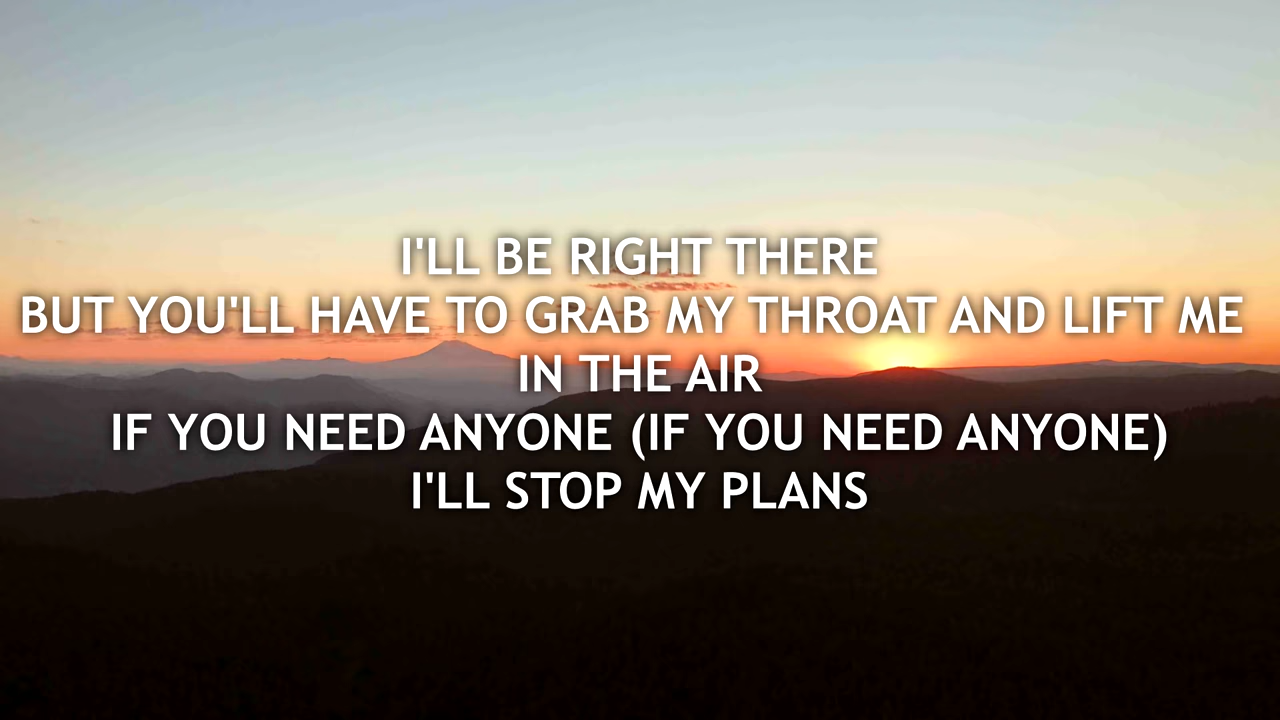 I'LL BE RIGHT THERE
BUT YOU'LL HAVE TO GRAB MY THROAT AND LIFT ME
IN THE AIR
IF YOU NEED ANYONE (IF YOU NEED ANYONE)
I'LL STOP MY PLANS